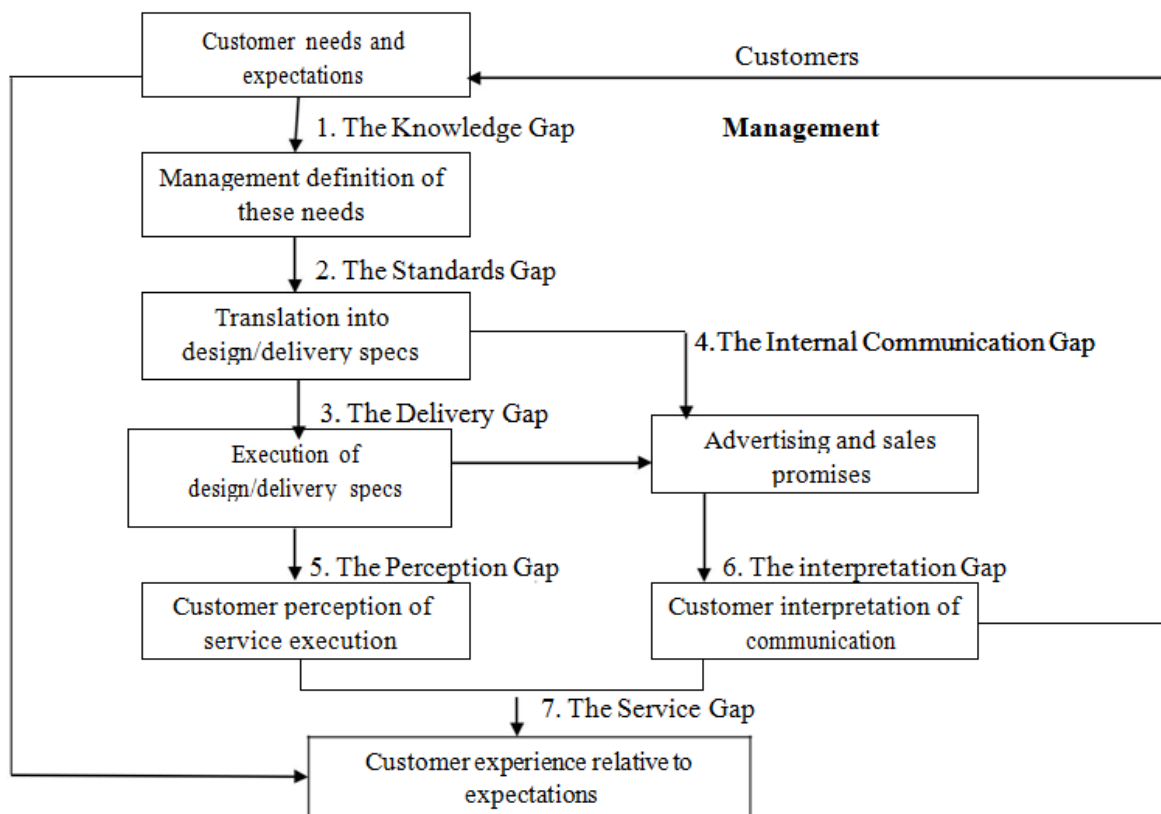 Customer needs and
expectations
Customers
1. The Knowledge Gap
Management
Management definition of
these needs
2. The Standards Gap
Translation into
design/delivery specs
4.The Internal Communication Gap
3. The Delivery Gap
Execution of
design/delivery specs
Advertising and sales
promises
5. The Perception Gap
6. The interpretation Gap
Customer perception of
service execution
Customer interpretation of
communication
7. The Service Gap
Customer experience relative to
expectations